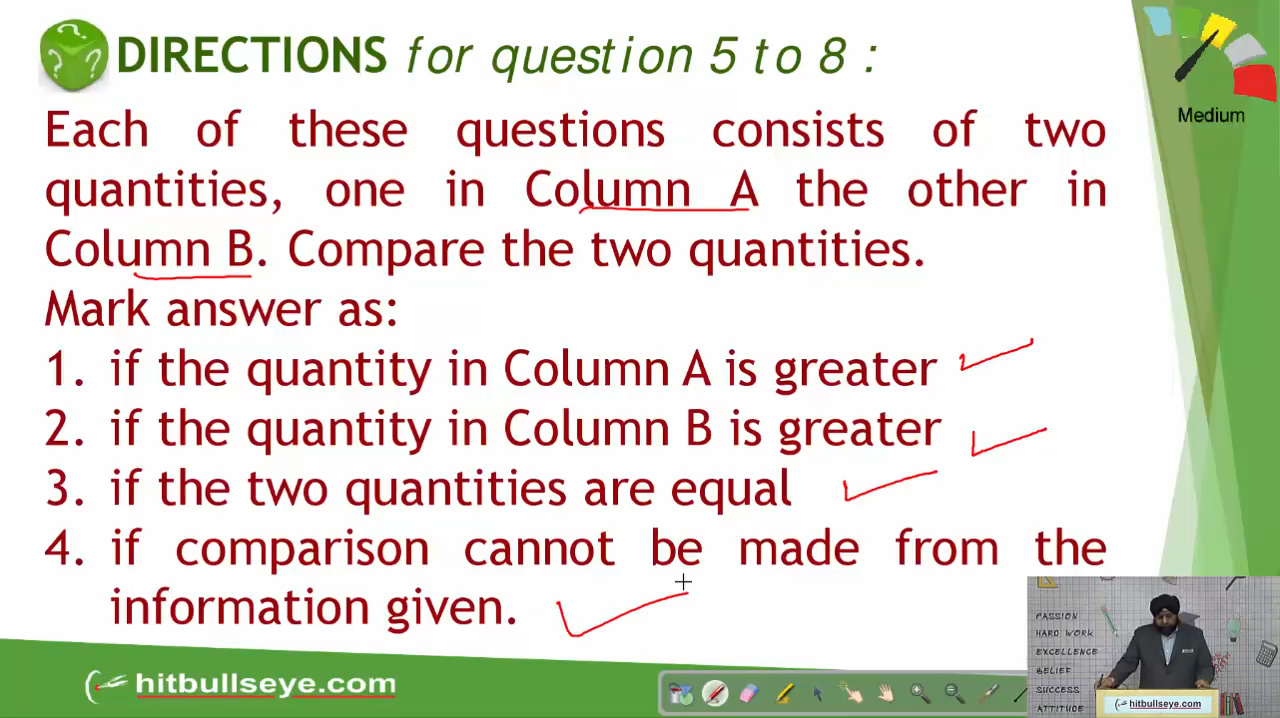 DIRECTIONS for question 5 to 8 :
Medium
Each of these questions consists of two
quantities, one in Column A the other in
Column B. Compare the two quantities.
Mark answer as:
1. if the quantity in Column A is greater
2. if the quantity in Column B is greater
3. if the two quantities are equal
4. if comparison cannot be made from the
information given.
PASSION
HARD WORK
EXCELLENCE
BELIEF
SUCCESS
ATTITUDE
hitbullseye.com
hitbullseye.com